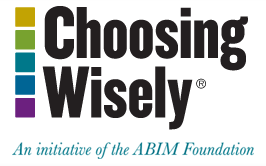 Choosing
Wisely®
An initiative of the ABIM Foundation